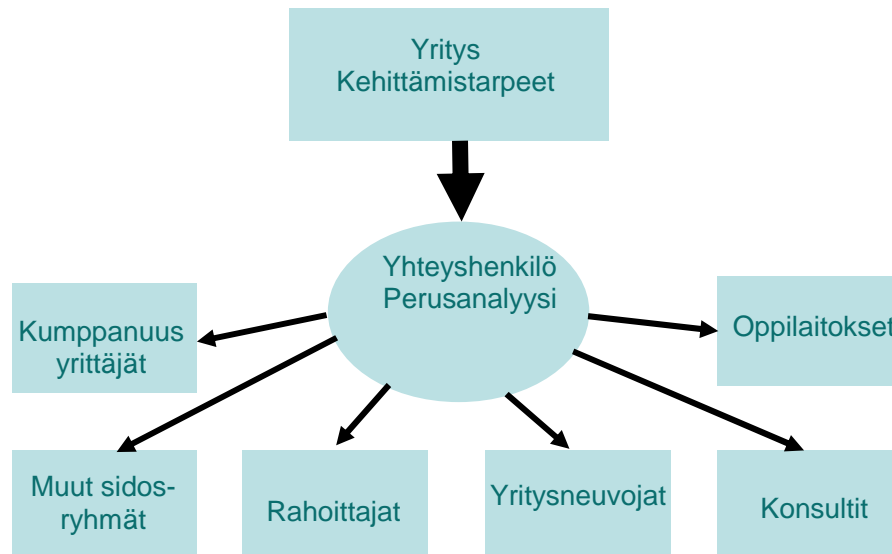 Yritys
Kehittämistarpeet
Yhteyshenkilö
Perusanalyysi
Kumppanuus
yrittäjät
Oppilaitokset
Muut sidos-
ryhmät
Rahoittajat
Yritysneuvojat
Konsultit